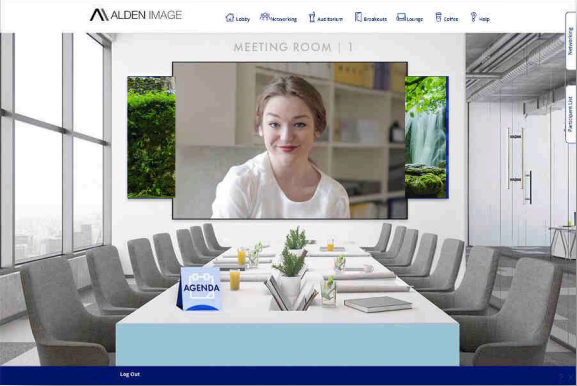 ALDEN IMAGE
Lobby
Networking
Auditorium
Breakouts
Lounge
Coffee
Help
Networking
MEETING ROOM | 1
Participant List
AGENDA
Log Out